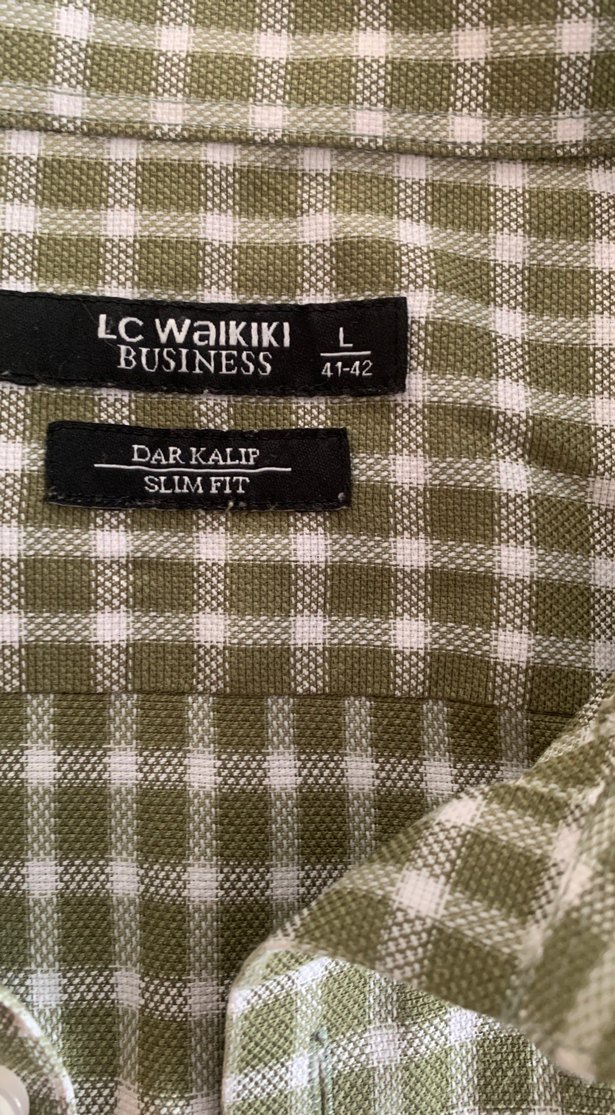 LC WAIKIKI
BUSINESS
L
41-42
DAR KALIP
SLIM FIT